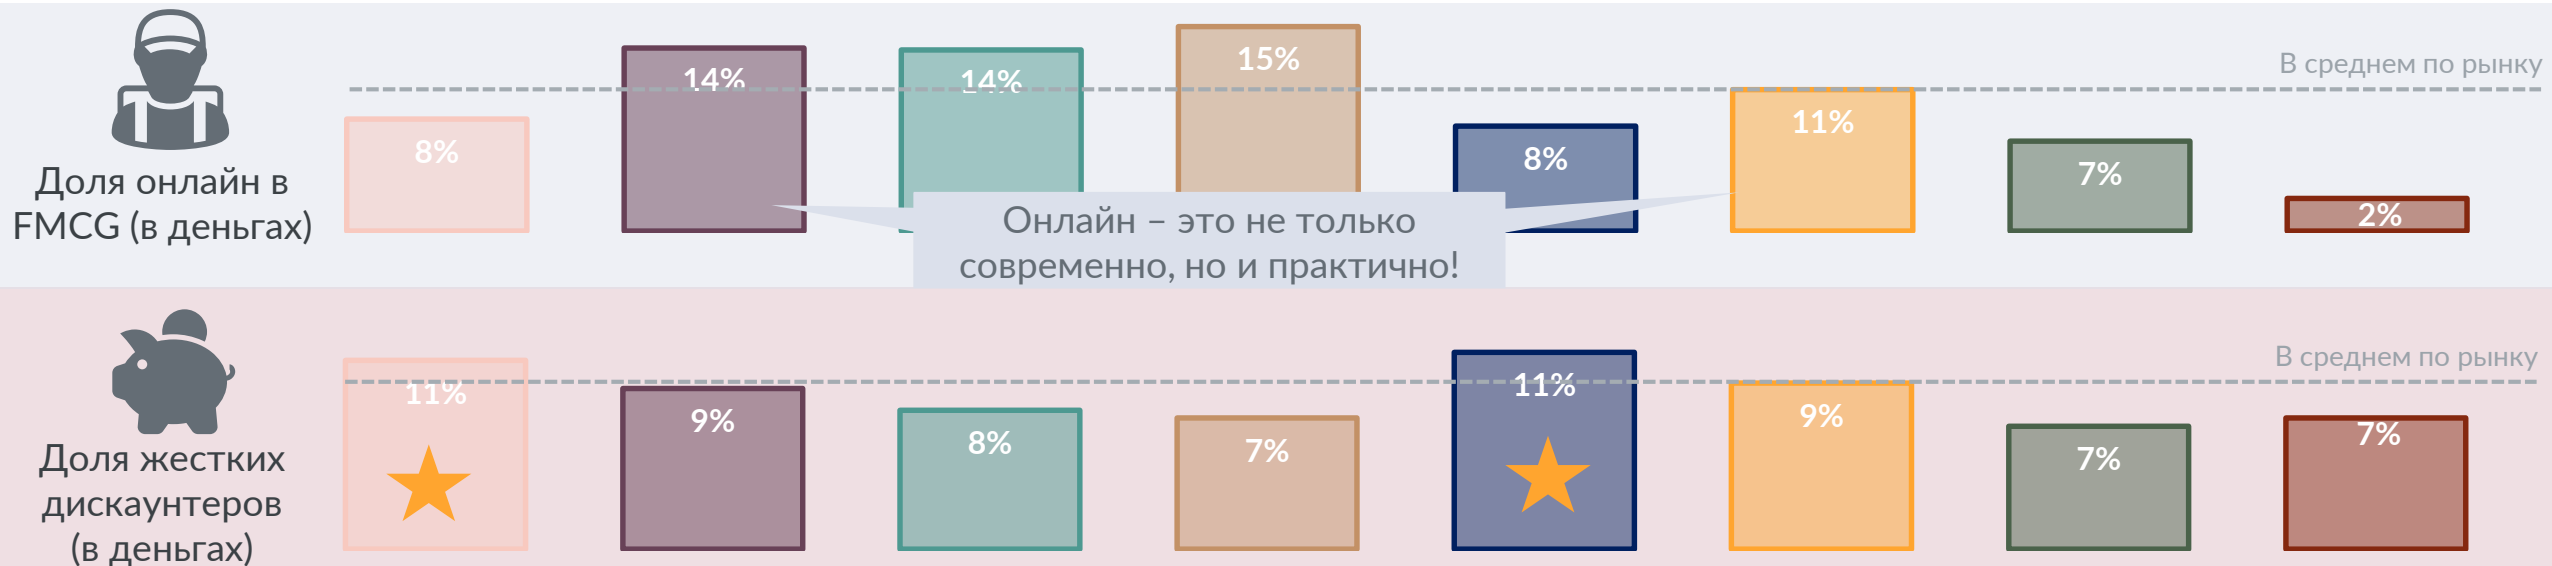 В среднем по рынку
8%
14%
14%
15%
8%
11%
7%
2%
Доля онлайн в
FMCG (в деньгах)
Онлайн – это не только
современно, но и практично!
В среднем по рынку
11%
9%
8%
7%
11%
9%
7%
7%
Доля жестких
дискаунтеров
(в деньгах)